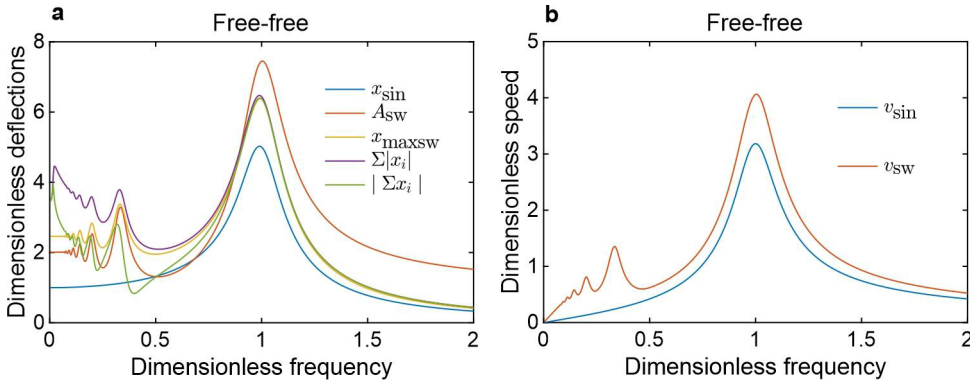 a
Free-free
8
6
4
2
0
0 0.5 1 1.5 2
Dimensionless deflections
Dimensionless frequency
x_sin
A_sw
x_maxsw
Σ|x_i|
| Σx_i |
b
Free-free
5
4
3
2
1
0
0 0.5 1 1.5 2
Dimensionless speed
Dimensionless frequency
v_sin
v_sw